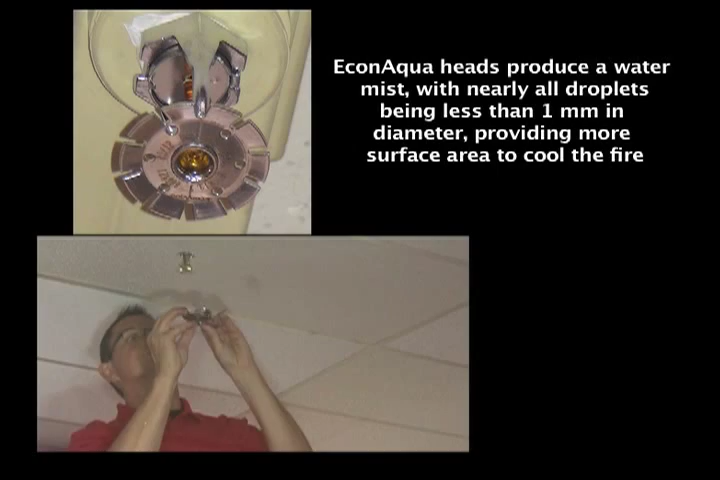 EconAqua heads produce a water
mist, with nearly all droplets
being less than 1 mm in
diameter, providing more
surface area to cool the fire